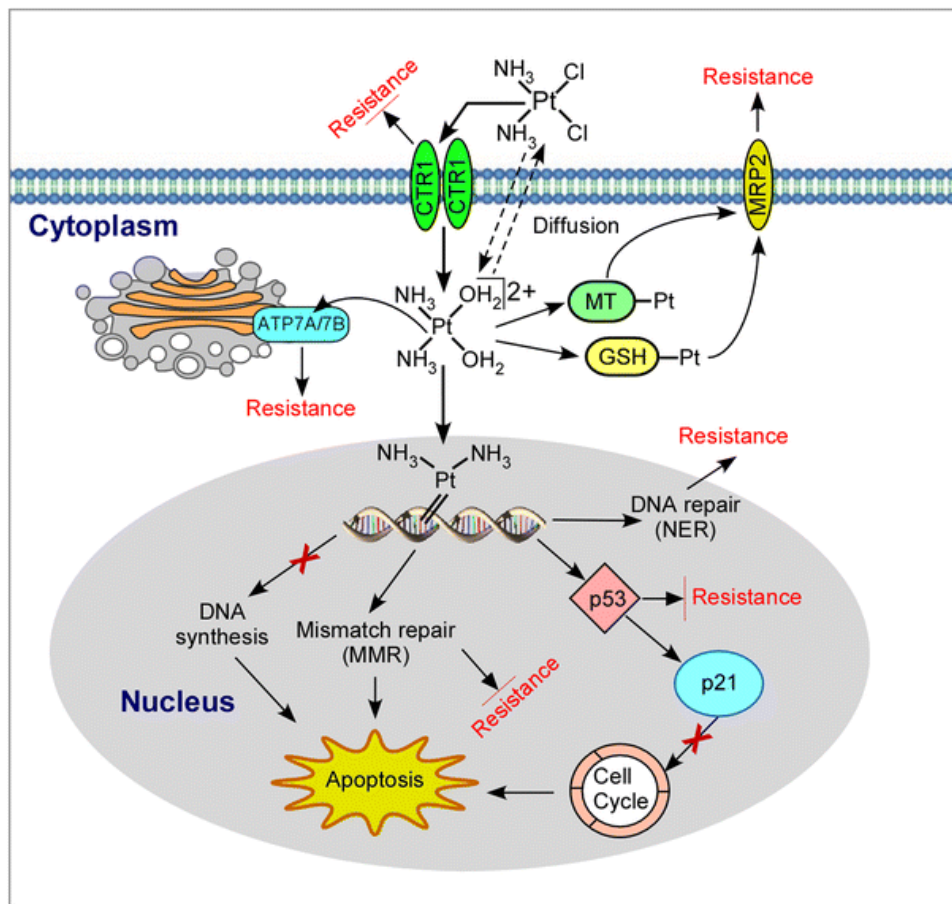 NH3
Cl
Pt
NH3
Cl
Resistance
Resistance
CTR1
CTR1
MRP2
Cytoplasm
Diffusion
NH3
OH2
2+
Pt
NH3
OH2
MT
Pt
GSH
Pt
ATP7A/7B
Resistance
NH3
NH3
Pt
Resistance
DNA repair
(NER)
p53
Resistance
DNA
synthesis
Mismatch repair
(MMR)
Resistance
p21
Nucleus
Apoptosis
Cell
Cycle